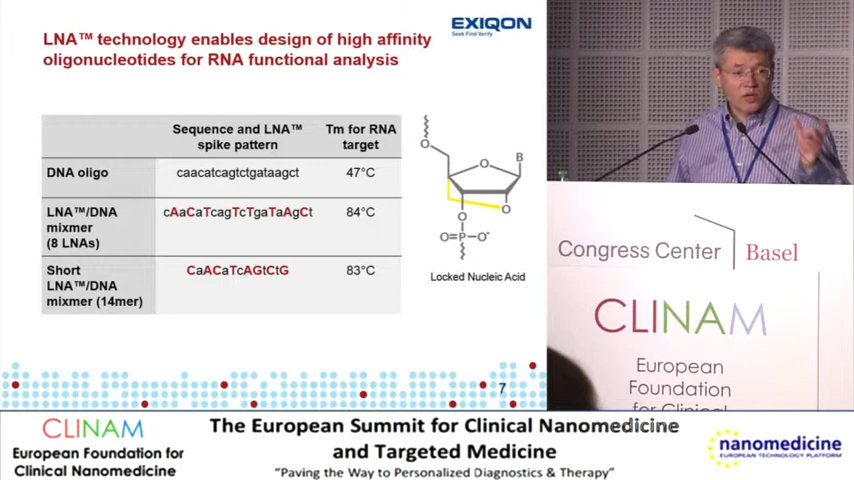 LNA™ technology enables design of high affinity
oligonucleotides for RNA functional analysis
EXIQON
Seek Find Verify
Sequence and LNA™
spike pattern
Tm for RNA
target
DNA oligo
caacatcagtctgataagct
47°C
LNA™/DNA
mixmer
(8 LNAs)
cAaCaTcagTcTgaTaAgCt
84°C
Short
LNA™/DNA
mixmer (14mer)
CaACaTcAGtCtG
83°C
O
O
B
O
O
O=P-O⁻
Locked Nucleic Acid
7
Congress Center Basel
CLINAM
European
Foundation
for Clinical
CLINAM
European Foundation for
Clinical Nanomedicine
The European Summit for Clinical Nanomedicine
and Targeted Medicine
"Paving the Way to Personalized Diagnostics & Therapy"
nanomedicine
EUROPEAN TECHNOLOGY PLATFORM